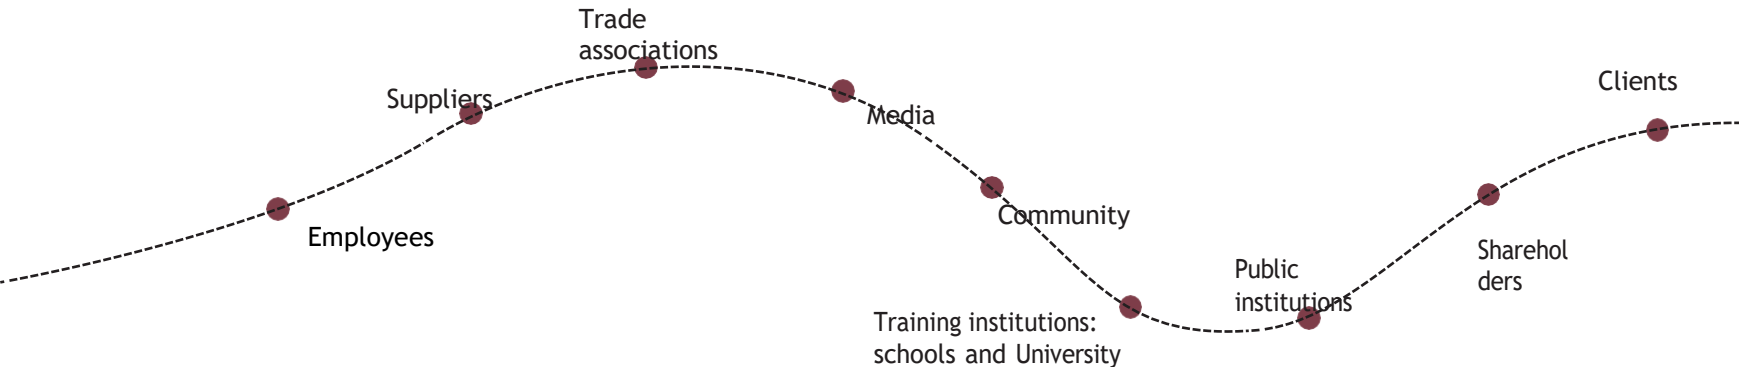 Trade
associations
Suppliers
Clients
Media
Employees
Community
Public
institutions
Sharehol
ders
Training institutions:
schools and University